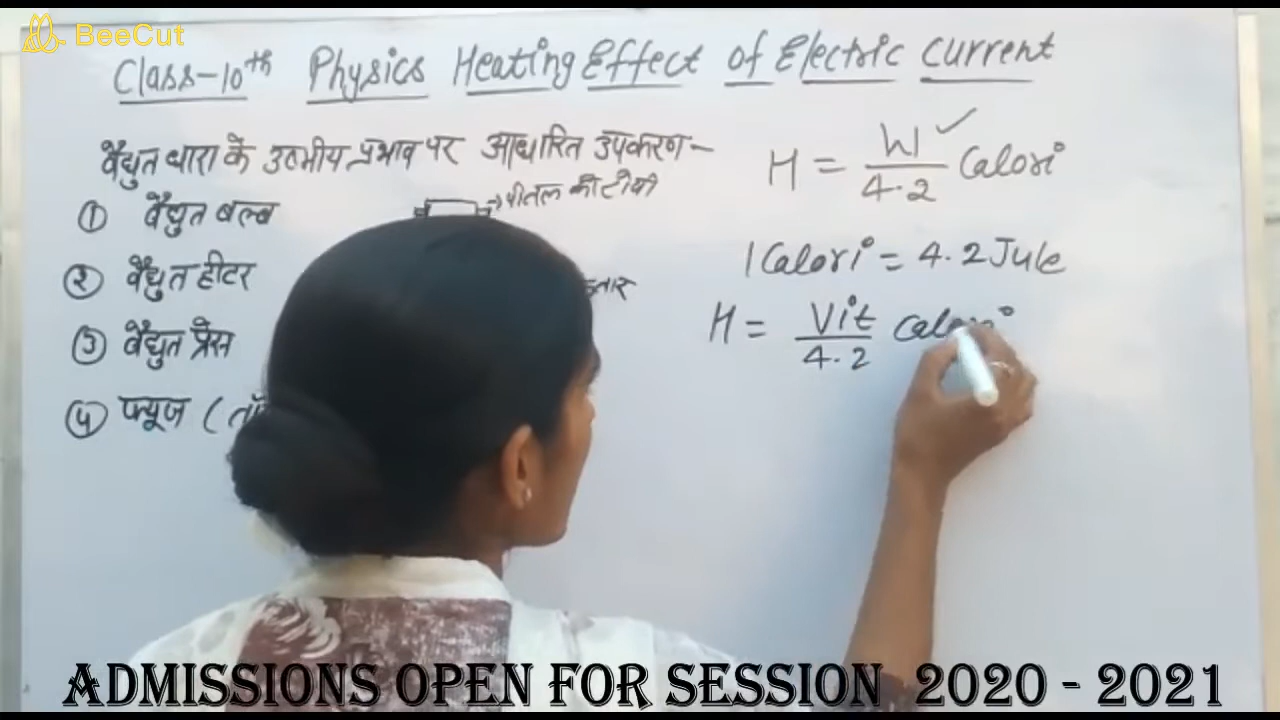 BeeCut
Class-10th Physics Heating Effect of Electric Current
वैद्युत धारा के उष्मीय प्रभाव पर आधारित उपकरण-
① वैद्युत बल्ब
→ पीतल की टोपी
② वैद्युत हीटर
③ वैद्युत प्रेस
④ फ्यूज (
H = W/4.2 Calori ✓
1 Calori = 4.2 Jule
H = Vit/4.2
ADMISSIONS OPEN FOR SESSION 2020 - 2021